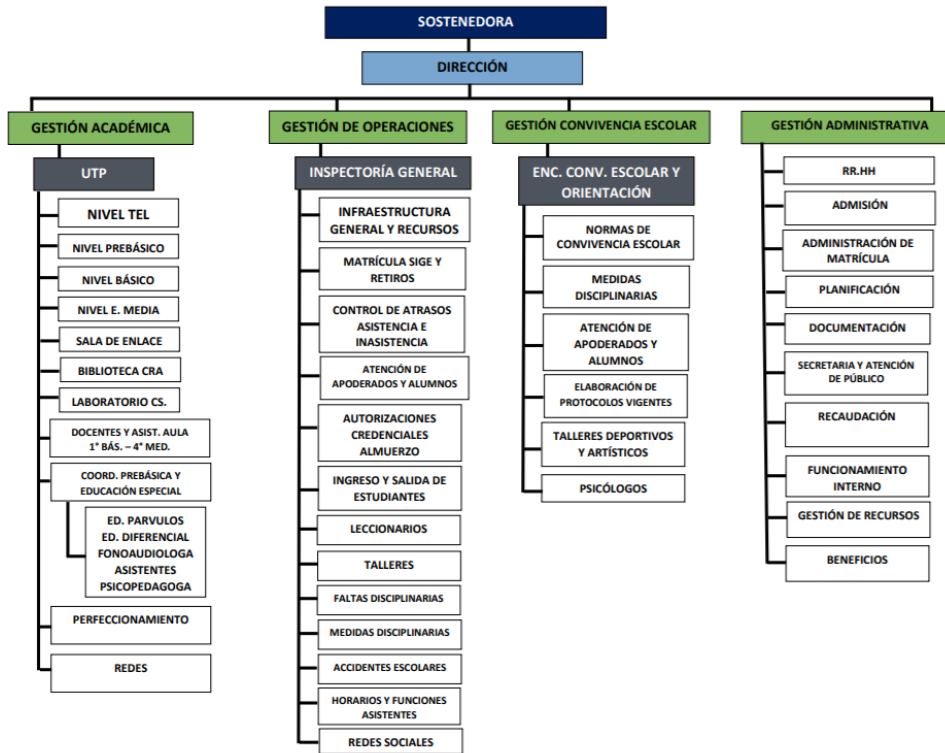 SOSTENEDORA
DIRECCIÓN
GESTIÓN ACADÉMICA
UTP
NIVEL TEL
NIVEL PREBÁSICO
NIVEL BÁSICO
NIVEL E. MEDIA
SALA DE ENLACE
BIBLIOTECA CRA
LABORATORIO CS.
DOCENTES Y ASIST. AULA
1° BÁS. – 4° MED.
COORD. PREBÁSICA Y
EDUCACIÓN ESPECIAL
ED. PARVULOS
ED. DIFERENCIAL
FONOAUDIOLOGA
ASISTENTES
PSICOPEDAGOGA
PERFECCIONAMIENTO
REDES
GESTIÓN DE OPERACIONES
INSPECTORÍA GENERAL
INFRAESTRUCTURA
GENERAL Y RECURSOS
MATRÍCULA SIGE Y
RETIROS
CONTROL DE ATRASOS
ASISTENCIA E
INASISTENCIA
ATENCIÓN DE
APODERADOS Y ALUMNOS
AUTORIZACIONES
CREDENCIALES
ALMUERZO
INGRESO Y SALIDA DE
ESTUDIANTES
LECCIONARIOS
TALLERES
FALTAS DISCIPLINARIAS
MEDIDAS DISCIPLINARIAS
ACCIDENTES ESCOLARES
HORARIOS Y FUNCIONES
ASISTENTES
REDES SOCIALES
GESTIÓN CONVIVENCIA ESCOLAR
ENC. CONV. ESCOLAR Y
ORIENTACIÓN
NORMAS DE
CONVIVENCIA ESCOLAR
MEDIDAS
DISCIPLINARIAS
ATENCIÓN DE
APODERADOS Y
ALUMNOS
ELABORACIÓN DE
PROTOCOLOS VIGENTES
TALLERES DEPORTIVOS
Y ARTÍSTICOS
PSICÓLOGOS
GESTIÓN ADMINISTRATIVA
RR.HH
ADMISIÓN
ADMINISTRACIÓN DE
MATRÍCULA
PLANIFICACIÓN
DOCUMENTACIÓN
SECRETARIA Y ATENCIÓN
DE PÚBLICO
RECAUDACIÓN
FUNCIONAMIENTO
INTERNO
GESTIÓN DE RECURSOS
BENEFICIOS